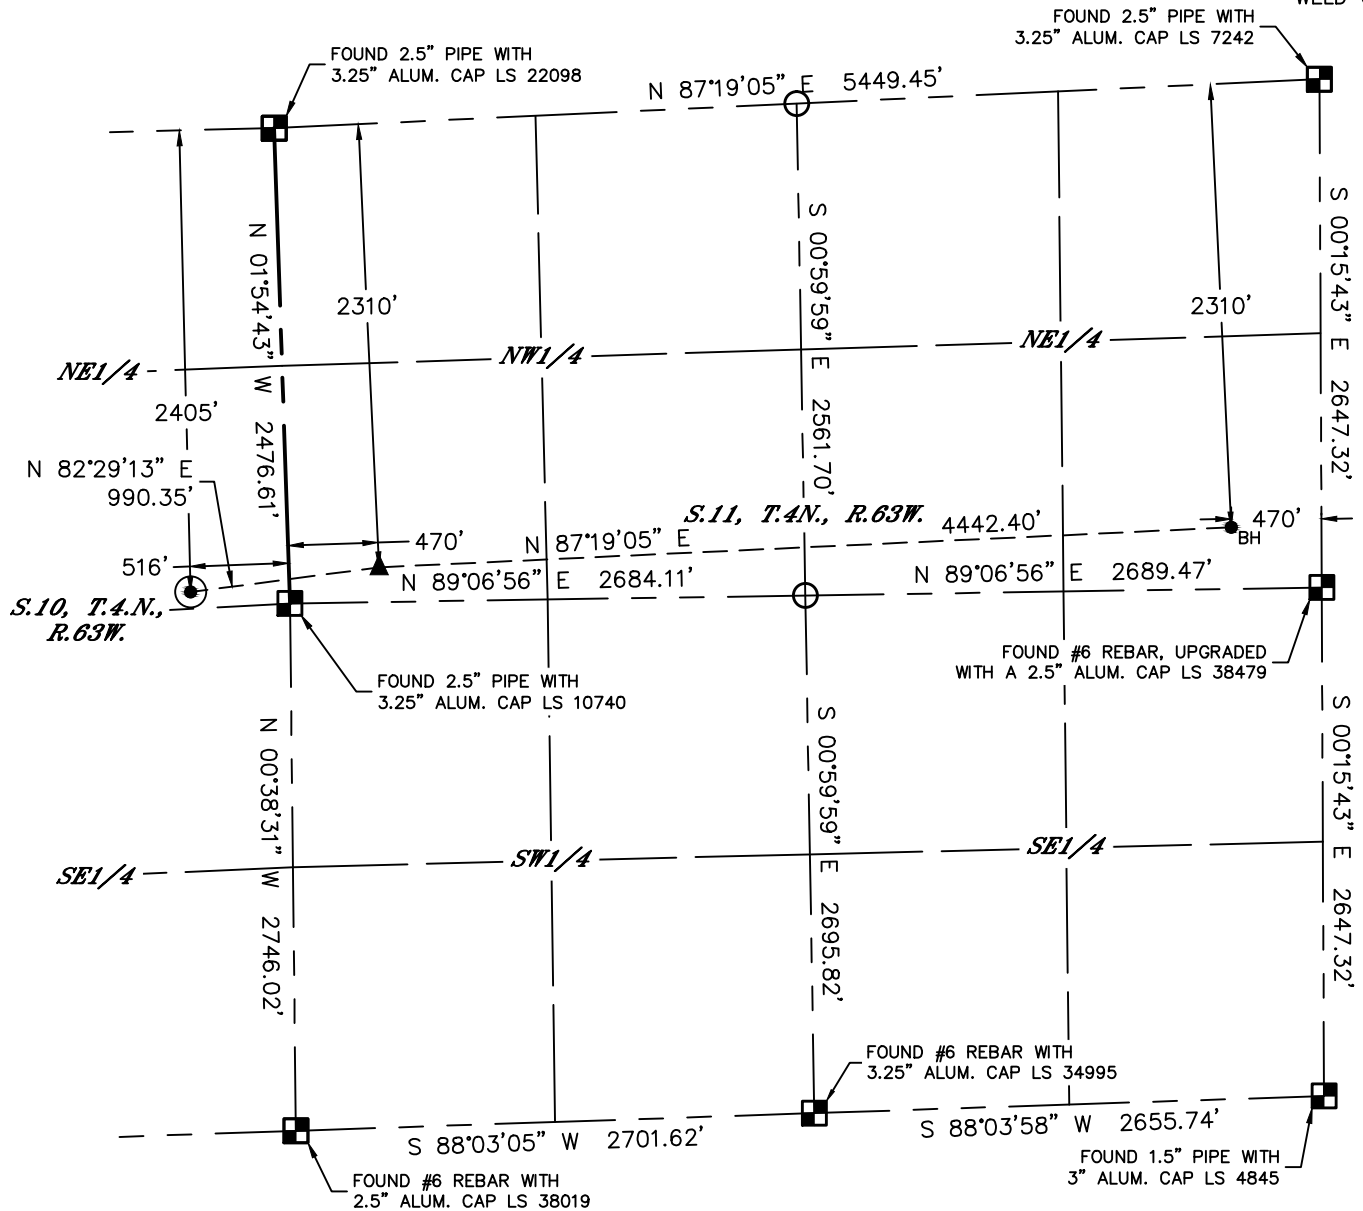 FOUND 2.5" PIPE WITH
3.25" ALUM. CAP LS 7242
FOUND 2.5" PIPE WITH
3.25" ALUM. CAP LS 22098
N 87°19'05" E 5449.45'
N 01°54'43" W 2476.61'
2310'
S 00°59'59" E 2561.70'
2310'
S 00°15'43" E 2647.32'
NE1/4
NW1/4
NE1/4
2405'
N 82°29'13" E
990.35'
S.11, T.4N., R.63W.
470'
N 87°19'05" E
4442.40'
470'
BH
516'
N 89°06'56" E 2684.11'
N 89°06'56" E 2689.47'
S.10, T.4.N.,
R.63W.
FOUND #6 REBAR, UPGRADED
WITH A 2.5" ALUM. CAP LS 38479
FOUND 2.5" PIPE WITH
3.25" ALUM. CAP LS 10740
N 00°38'31" W 2746.02'
S 00°59'59" E 2695.82'
S 00°15'43" E 2647.32'
SE1/4
SW1/4
SE1/4
FOUND #6 REBAR WITH
3.25" ALUM. CAP LS 34995
S 88°03'05" W 2701.62'
S 88°03'58" W 2655.74'
FOUND 1.5" PIPE WITH
3" ALUM. CAP LS 4845
FOUND #6 REBAR WITH
2.5" ALUM. CAP LS 38019